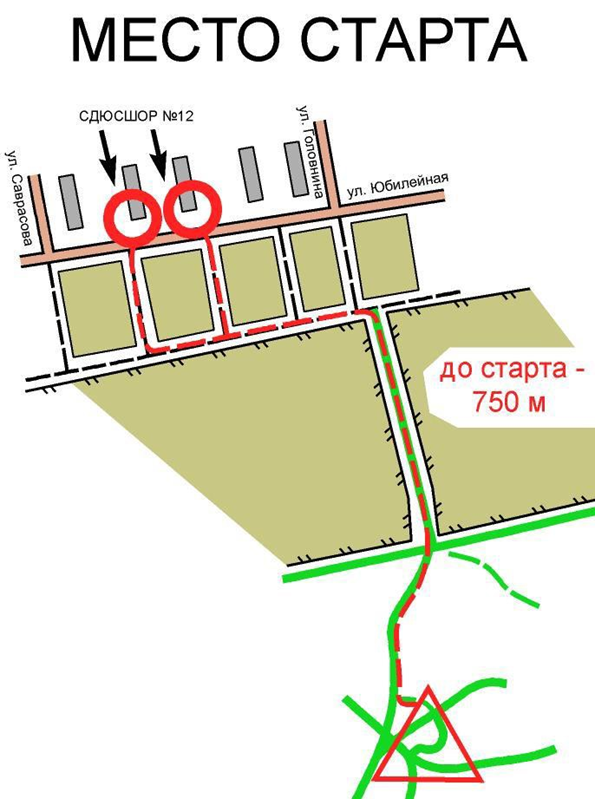 МЕСТО СТАРТА
СДЮСШОР №12
ул. Саврасова
ул. Головнина
ул. Юбилейная
до старта -
750 м